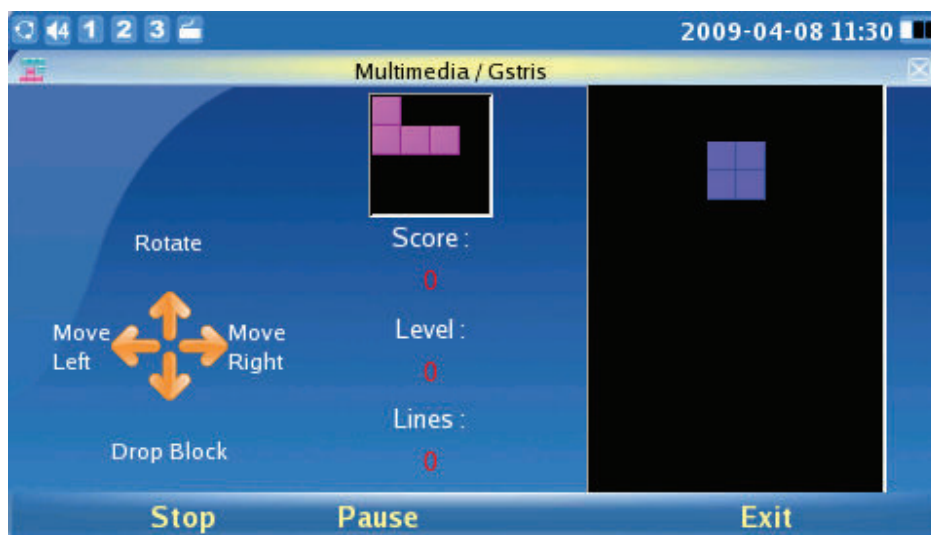 4 1 2 3 2009-04-08 11:30
Multimedia / Gstris
Rotate
Move Left
Move Right
Drop Block
Score :
0
Level :
0
Lines :
0
Stop Pause Exit